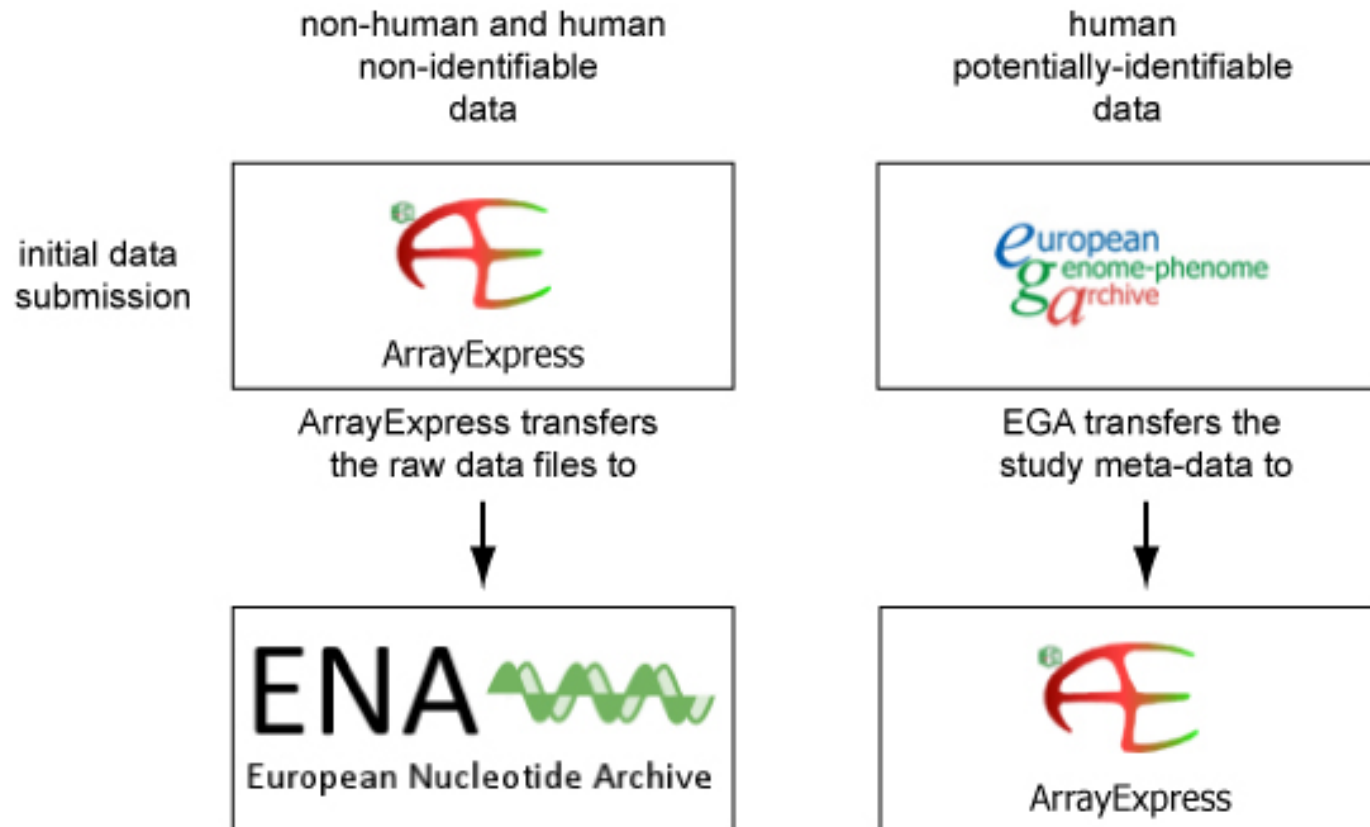 non-human and human
non-identifiable
data
human
potentially-identifiable
data
initial data
submission
AE
ArrayExpress
european
genome-phenome
archive
ArrayExpress transfers
the raw data files to
EGA transfers the
study meta-data to
ENA
European Nucleotide Archive
AE
ArrayExpress